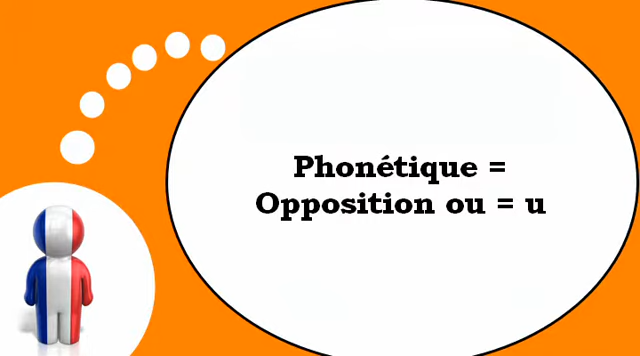 Phonétique =
Opposition ou = u